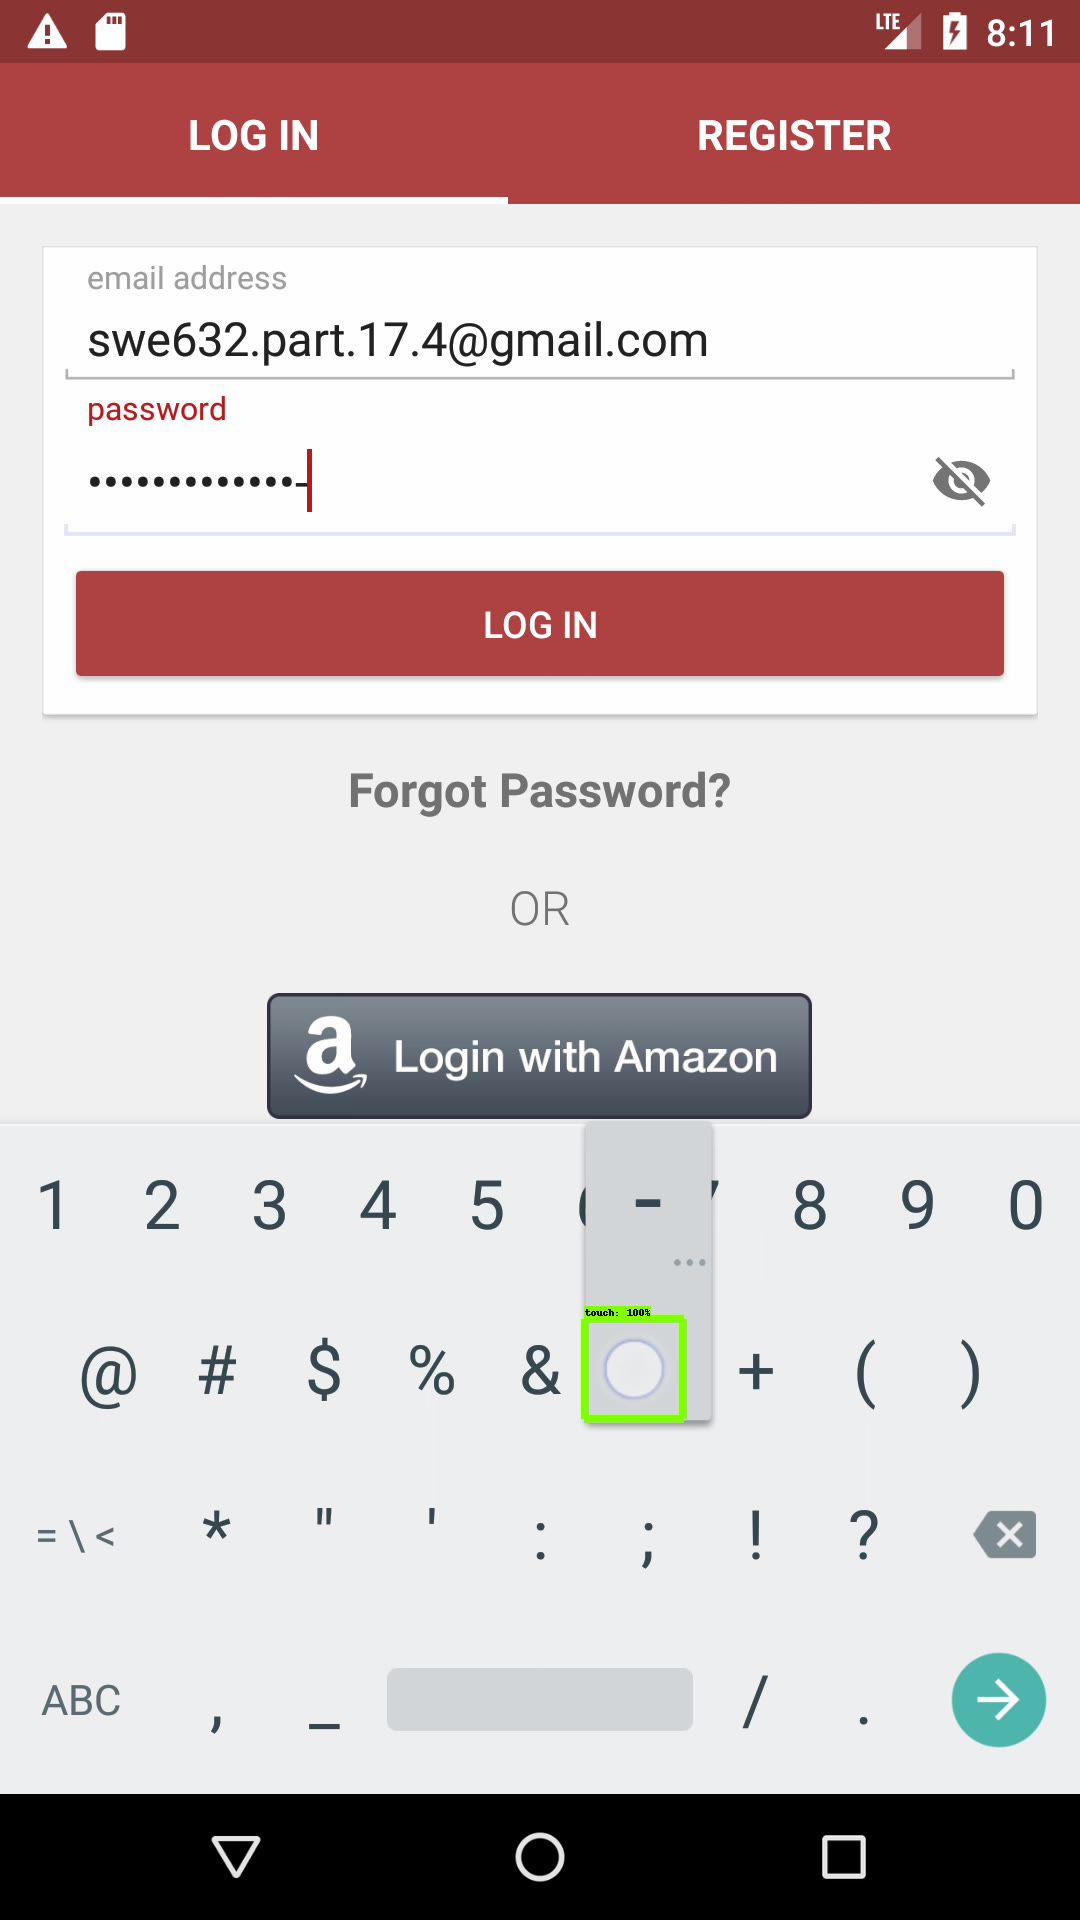 LTE 8:11
LOG IN REGISTER
email address
swe632.part.17.4@gmail.com
password
•••••••••••••-
LOG IN
Forgot Password?
OR
a Login with Amazon
1 2 3 4 5 - 8 9 0
touch: 100%
@ # $ % & + ( )
= \ < * " ' : ; ! ?
ABC , _ / .